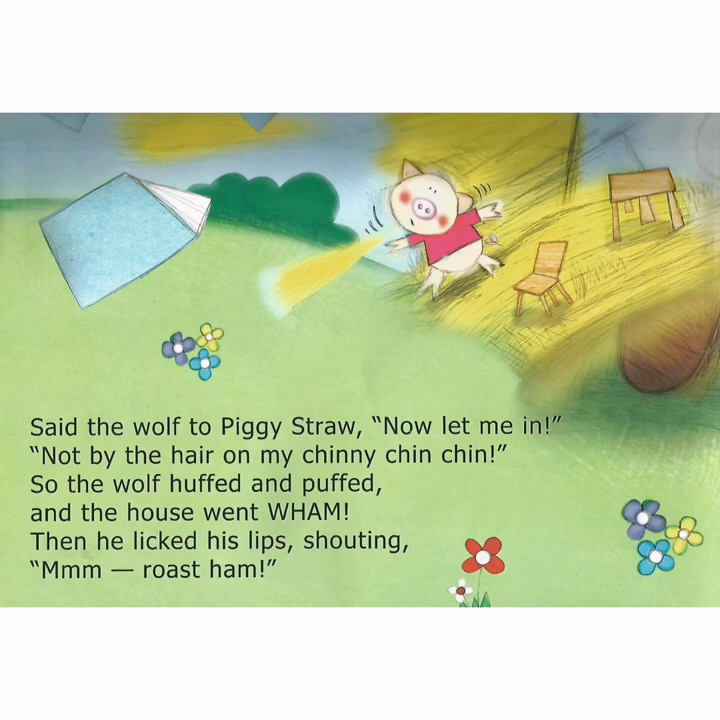 Said the wolf to Piggy Straw, “Now let me in!”
“Not by the hair on my chinny chin chin!”
So the wolf huffed and puffed,
and the house went WHAM!
Then he licked his lips, shouting,
“Mmm — roast ham!”